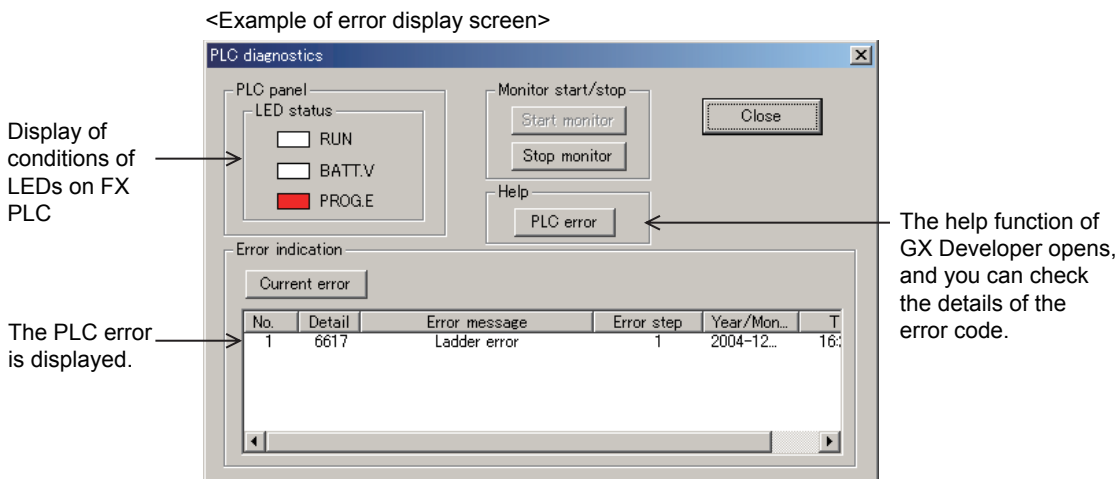 <Example of error display screen>
PLC diagnostics
PLC panel
LED status
RUN
BATT.V
PROG.E
Monitor start/stop
Start monitor
Stop monitor
Close
Help
PLC error
Display of
conditions of
LEDs on FX
PLC
The help function of
GX Developer opens,
and you can check
the details of the
error code.
Error indication
Current error
The PLC error
is displayed.
No. Detail Error message Error step Year/Mon... T
1 6617 Ladder error 1 2004-12... 16: